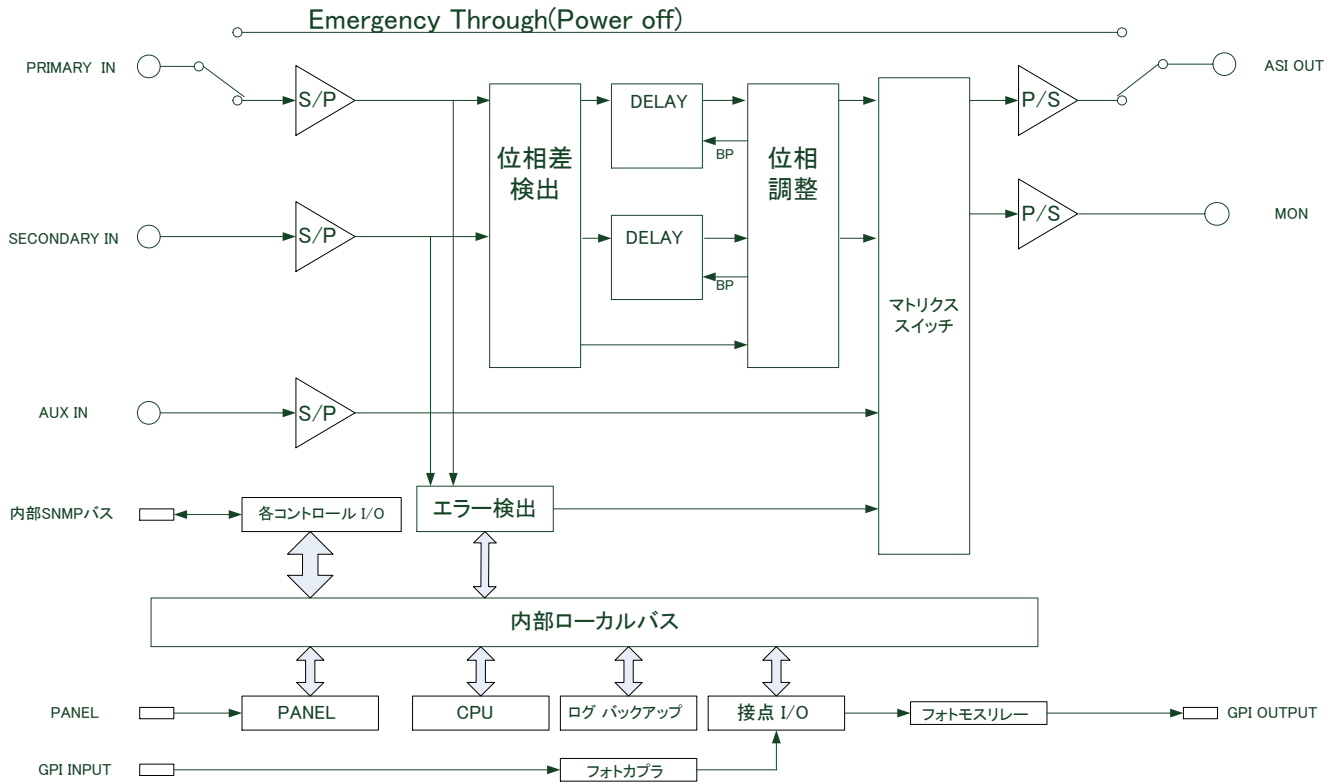 Emergency Through(Power off)
PRIMARY IN
S/P
DELAY
BP
P/S
ASI OUT
位相差
検出
位相
調整
SECONDARY IN
S/P
DELAY
BP
P/S
MON
マトリクス
スイッチ
AUX IN
S/P
内部SNMPバス
各コントロール I/O
エラー検出
内部ローカルバス
PANEL
PANEL
CPU
ログ バックアップ
接点 I/O
フォトモスリレー
GPI OUTPUT
GPI INPUT
フォトカプラ